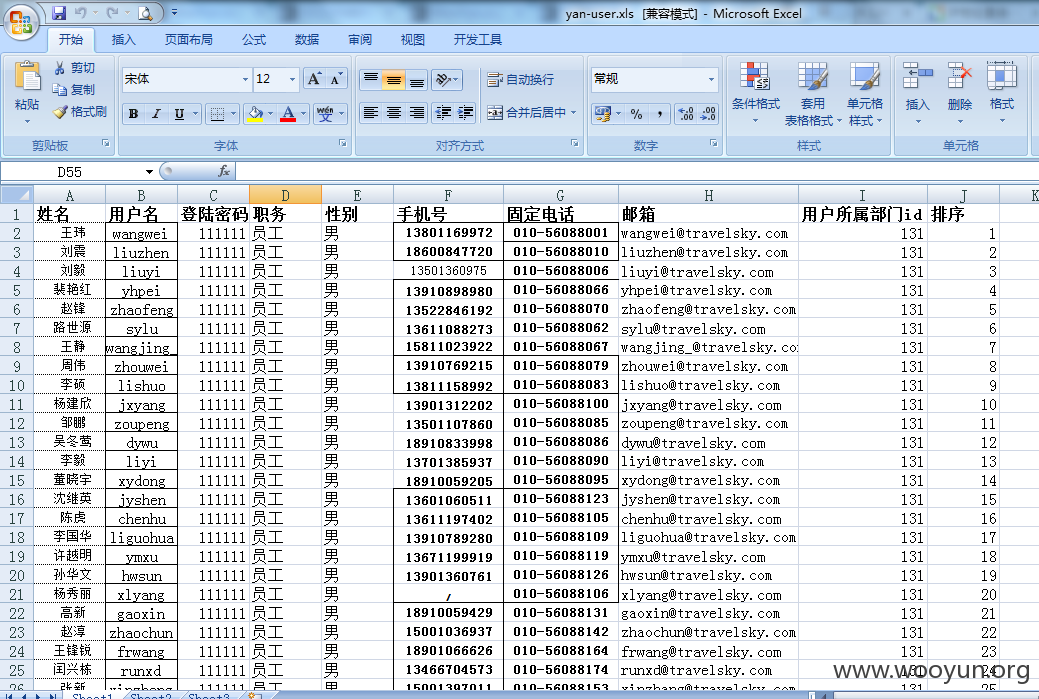 yan-user.xls [兼容模式] - Microsoft Excel
开始 插入 页面布局 公式 数据 审阅 视图 开发工具
粘贴 剪切 复制 格式刷 宋体 12 自动换行 合并后居中 常规 条件格式 套用表格格式 单元格样式 插入 删除 格式
剪贴板 字体 对齐方式 数字 样式 单元格
D55
A B C D E F G H I J K
1 姓名 用户名 登陆密码 职务 性别 手机号 固定电话 邮箱 用户所属部门id 排序
2 王玮 wangwei 111111 员工 男 13801169972 010-56088001 wangwei@travelsky.com 131 1
3 刘震 liuzhen 111111 员工 男 18600847720 010-56088010 liuzhen@travelsky.com 131 2
4 刘毅 liuyi 111111 员工 男 13501360975 010-56088006 liuyi@travelsky.com 131 3
5 裴艳红 yhpei 111111 员工 男 13910898980 010-56088066 yhpei@travelsky.com 131 4
6 赵锋 zhaofeng 111111 员工 男 13522846192 010-56088070 zhaofeng@travelsky.com 131 5
7 路世源 sylu 111111 员工 男 13611088273 010-56088062 sylu@travelsky.com 131 6
8 王静 wangjing_ 111111 员工 男 15811023922 010-56088067 wangjing_@travelsky.co 131 7
9 周伟 zhouwei 111111 员工 男 13910769215 010-56088079 zhouwei@travelsky.com 131 8
10 李硕 lishuo 111111 员工 男 13811158992 010-56088083 lishuo@travelsky.com 131 9
11 杨建欣 jxyang 111111 员工 男 13901312202 010-56088100 jxyang@travelsky.com 131 10
12 邹鹏 zoupeng 111111 员工 男 13501107860 010-56088085 zoupeng@travelsky.com 131 11
13 吴冬莺 dywu 111111 员工 男 18910833998 010-56088086 dywu@travelsky.com 131 12
14 李毅 liyi 111111 员工 男 13701385937 010-56088090 liyi@travelsky.com 131 13
15 董晓宇 xydong 111111 员工 男 18910059205 010-56088095 xydong@travelsky.com 131 14
16 沈继英 jyshen 111111 员工 男 13601060511 010-56088123 jyshen@travelsky.com 131 15
17 陈虎 chenhu 111111 员工 男 13611197402 010-56088105 chenhu@travelsky.com 131 16
18 李国华 liguohua 111111 员工 男 13910789280 010-56088109 liguohua@travelsky.com 131 17
19 许越明 ymxu 111111 员工 男 13671199919 010-56088119 ymxu@travelsky.com 131 18
20 孙华文 hwsun 111111 员工 男 13901360761 010-56088126 hwsun@travelsky.com 131 19
21 杨秀丽 xlyang 111111 员工 男 / 010-56088106 xlyang@travelsky.com 131 20
22 高新 gaoxin 111111 员工 男 18910059429 010-56088131 gaoxin@travelsky.com 131 21
23 赵淳 zhaochun 111111 员工 男 15001036937 010-56088142 zhaochun@travelsky.com 131 22
24 王锋锐 frwang 111111 员工 男 18901066626 010-56088164 frwang@travelsky.com 131 23
25 闰兴栋 runxd 111111 员工 男 13466704573 010-56088174 runxd@travelsky.com 131 24
26 张新 xinzhang 111111 员工 男 15001397011 010-56088153 xinzhang@travelsky.com 131 25
Sheet1 Sheet2 Sheet3
www.wooyun.org